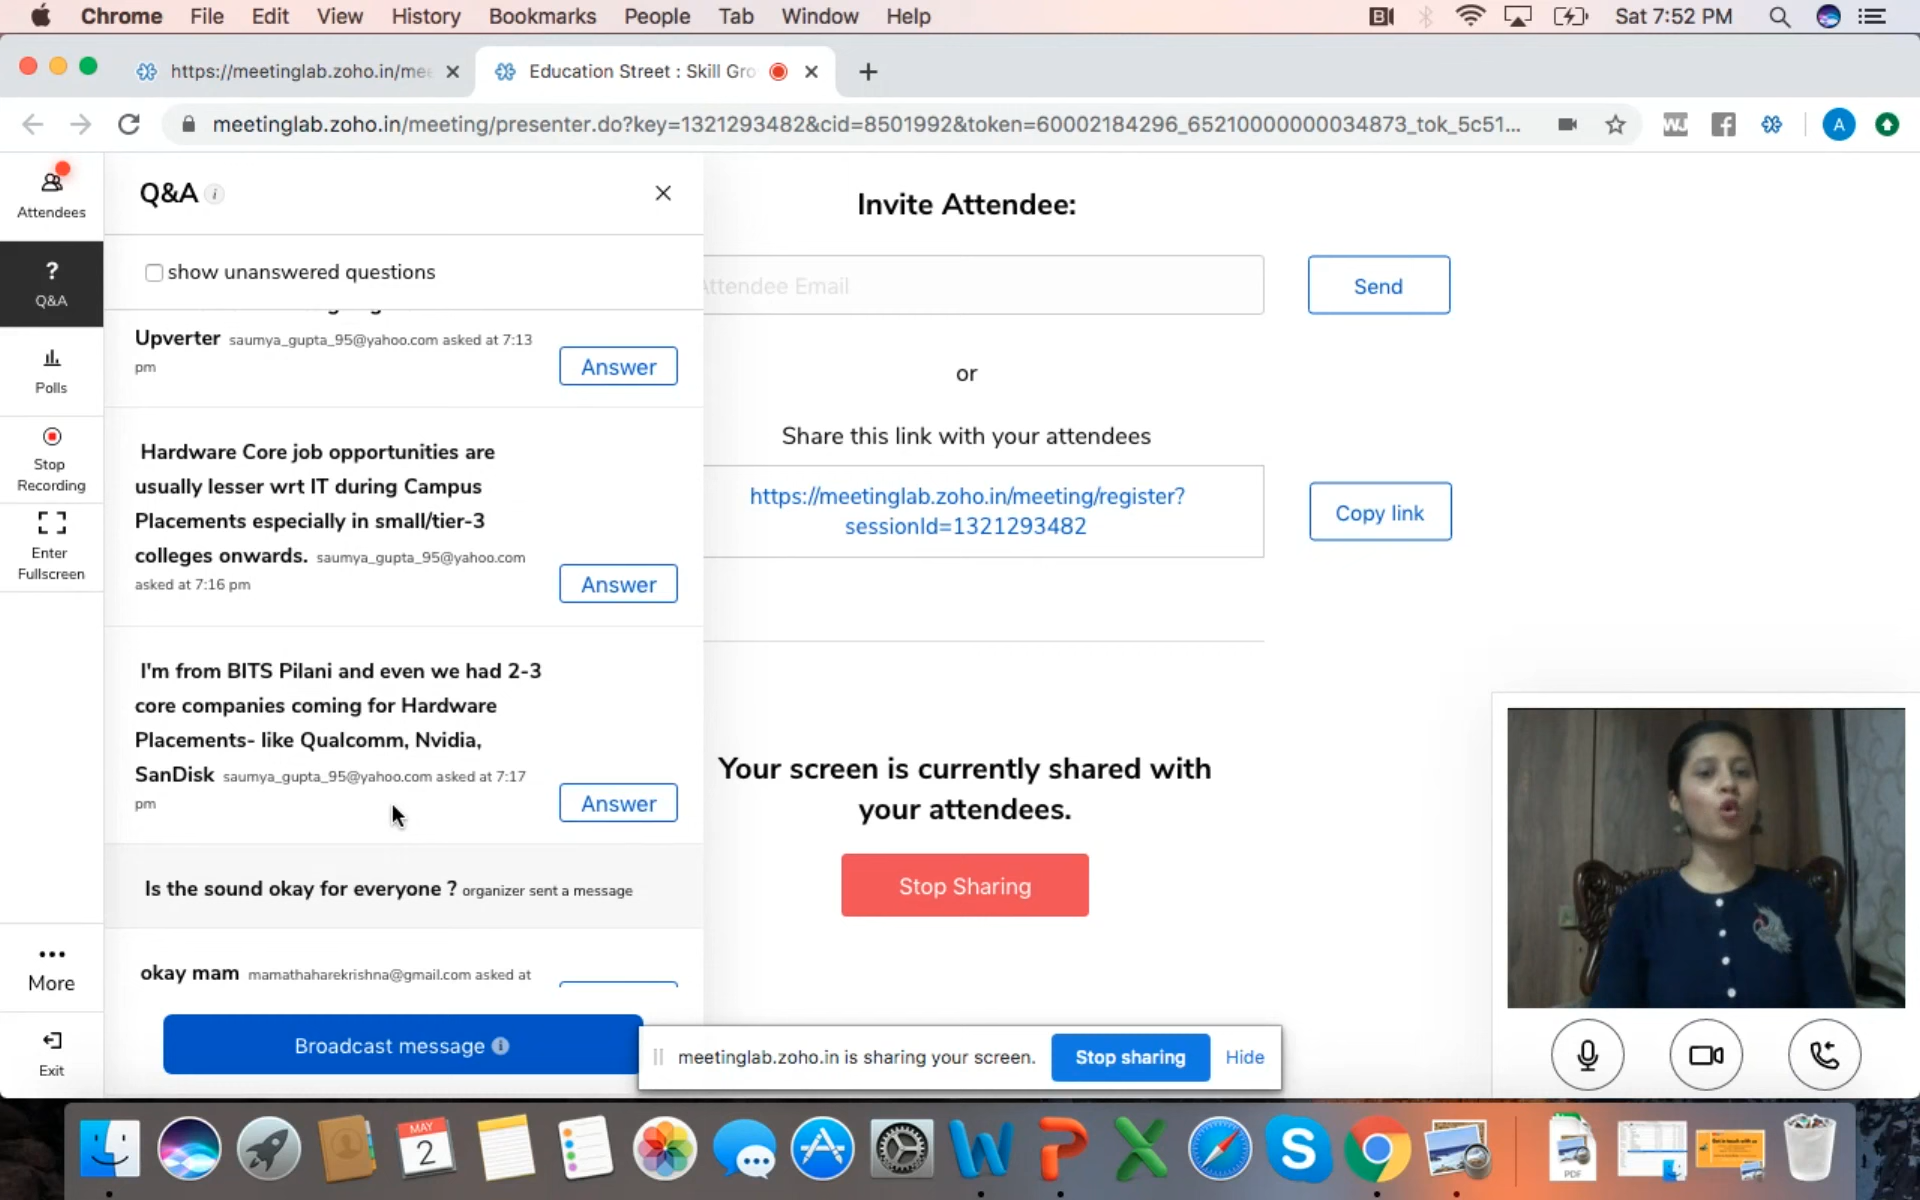 Chrome File Edit View History Bookmarks People Tab Window Help Sat 7:52 PM
https://meetinglab.zoho.in/mee Education Street : Skill Gro
meetinglab.zoho.in/meeting/presenter.do?key=1321293482&cid=8501992&token=60002184296_65210000000034873_tok_5c51... A
Attendees
?
Q&A
Polls
Stop
Recording
Enter
Fullscreen
More
Exit
Q&A i
show unanswered questions
Upverter saumya_gupta_95@yahoo.com asked at 7:13
pm
Answer
Hardware Core job opportunities are
usually lesser wrt IT during Campus
Placements especially in small/tier-3
colleges onwards. saumya_gupta_95@yahoo.com
asked at 7:16 pm
Answer
I'm from BITS Pilani and even we had 2-3
core companies coming for Hardware
Placements- like Qualcomm, Nvidia,
SanDisk saumya_gupta_95@yahoo.com asked at 7:17
pm
Answer
Is the sound okay for everyone ? organizer sent a message
okay mam mamathaharekrishna@gmail.com asked at
Broadcast message i
Invite Attendee:
Attendee Email
Send
or
Share this link with your attendees
https://meetinglab.zoho.in/meeting/register?
sessionId=1321293482
Copy link
Your screen is currently shared with
your attendees.
Stop Sharing
meetinglab.zoho.in is sharing your screen. Stop sharing Hide
MAY
2
PDF